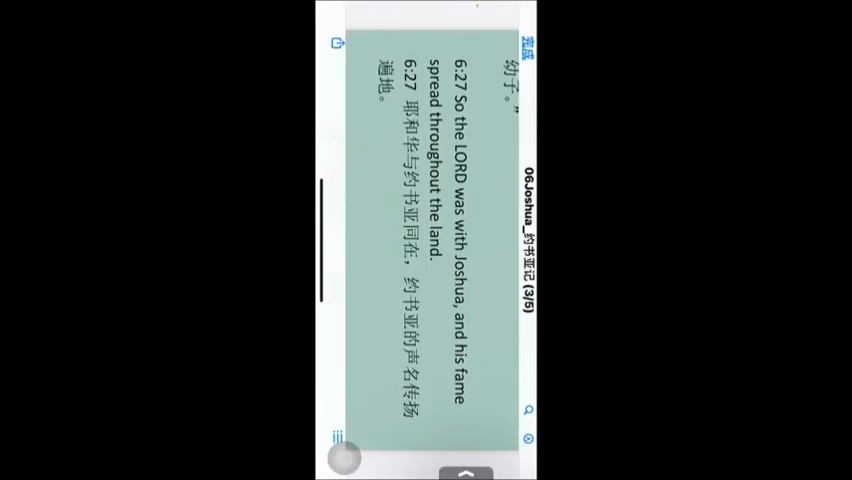 完成
06Joshua_约书亚记 (3/5)
幼子。”
6:27 So the LORD was with Joshua, and his fame
spread throughout the land.
6:27 耶和华与约书亚同在，约书亚的声名传扬
遍地。